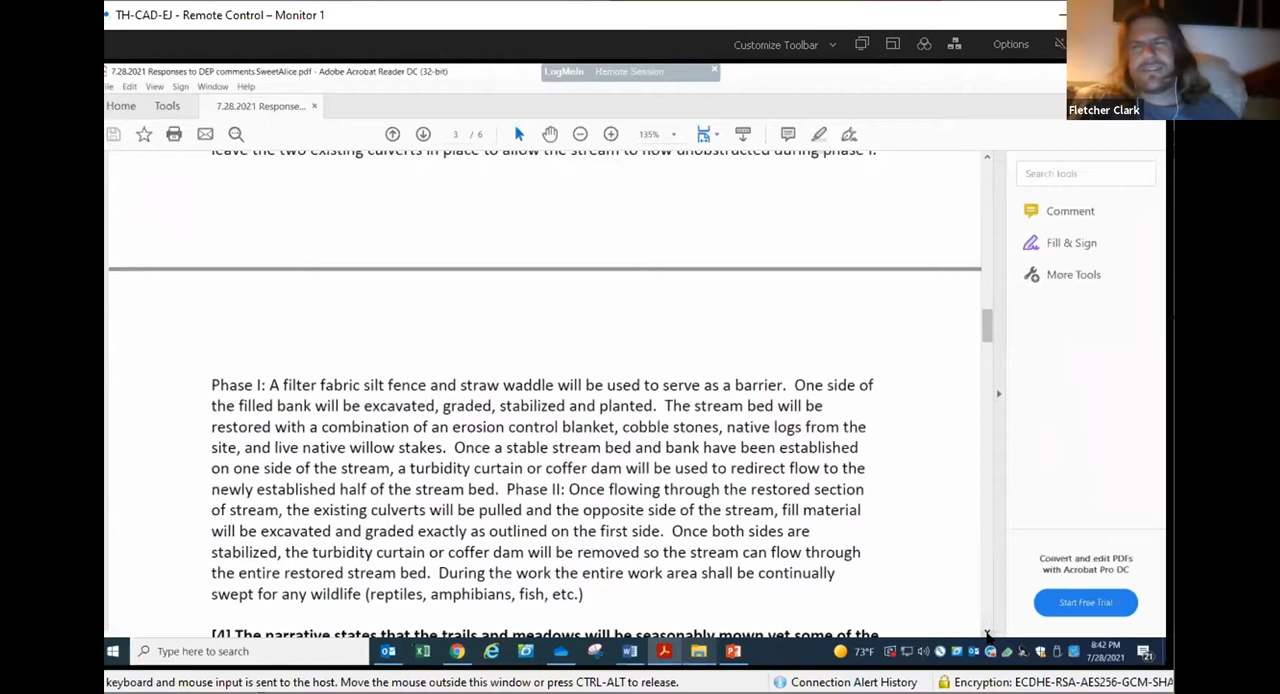 TH-CAD-EJ - Remote Control – Monitor 1
Customize Toolbar
Options
Fletcher Clark
7.28.2021 Responses to DEP comments.SweetAlice.pdf - Adobe Acrobat Reader DC (32-bit)
LogMeIn Remote Session
Edit View Sign Window Help
Home Tools 7.28.2021 Response...
3 / 6
135%
leave the two existing culverts in place to allow the stream to flow unobstructed during phase I.
Search Tools
Comment
Fill & Sign
More Tools
Phase I: A filter fabric silt fence and straw waddle will be used to serve as a barrier. One side of
the filled bank will be excavated, graded, stabilized and planted. The stream bed will be
restored with a combination of an erosion control blanket, cobble stones, native logs from the
site, and live native willow stakes. Once a stable stream bed and bank have been established
on one side of the stream, a turbidity curtain or coffer dam will be used to redirect flow to the
newly established half of the stream bed. Phase II: Once flowing through the restored section
of stream, the existing culverts will be pulled and the opposite side of the stream, fill material
will be excavated and graded exactly as outlined on the first side. Once both sides are
stabilized, the turbidity curtain or coffer dam will be removed so the stream can flow through
the entire restored stream bed. During the work the entire work area shall be continually
swept for any wildlife (reptiles, amphibians, fish, etc.)
[4] The narrative states that the trails and meadows will be seasonably mown yet some of the
Convert and edit PDFs
with Acrobat Pro DC
Start Free Trial
Type here to search
73°F
8:42 PM
7/28/2021
21
keyboard and mouse input is sent to the host. Move the mouse outside this window or press CTRL-ALT to release.
Connection Alert History
Encryption: ECDHE-RSA-AES256-GCM-SHA